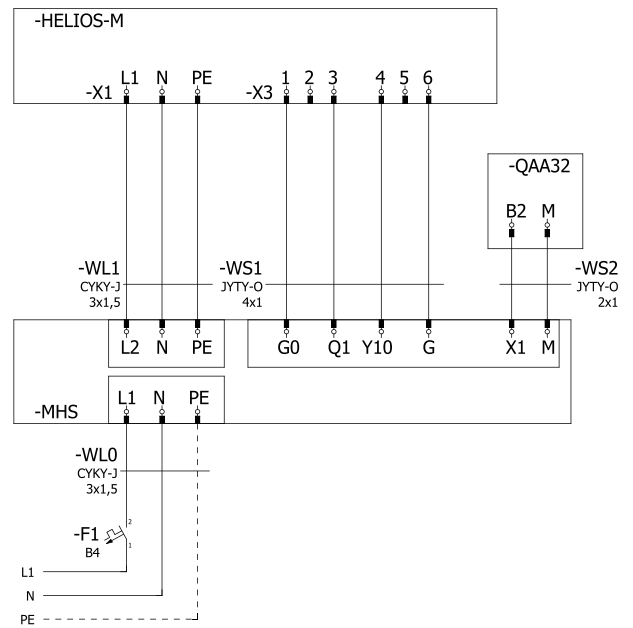 -HELIOS-M
L1 N PE
-X1
1 2 3 4 5 6
-X3
-QAA32
B2 M
-WL1
CYKY-J
3x1,5
-WS1
JYTY-O
4x1
-WS2
JYTY-O
2x1
L2 N PE
G0 Q1 Y10 G X1 M
L1 N PE
-MHS
-WL0
CYKY-J
3x1,5
-F1
B4
2
1
L1
N
PE